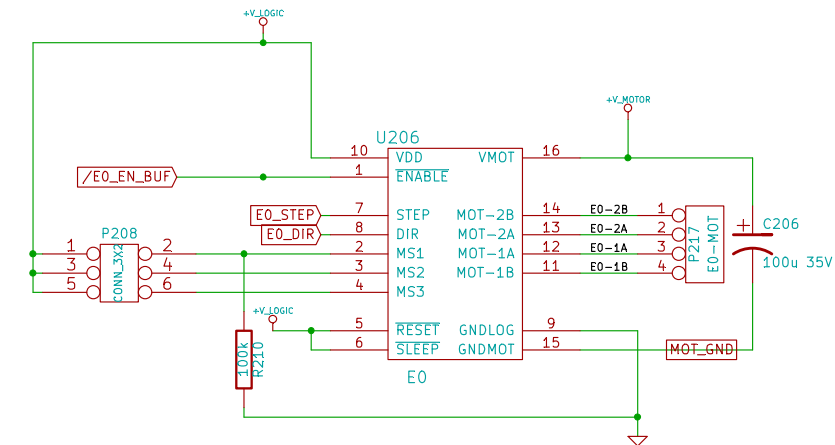 +V_LOGIC
+V_MOTOR
U206
10 VDD VMOT 16
/E0_EN_BUF 1 ENABLE
E0_STEP 7 STEP MOT-2B 14 E0-2B 1
E0_DIR 8 DIR MOT-2A 13 E0-2A 2
P208
1 2 2 MS1 MOT-1A 12 E0-1A 3
3 4 3 MS2 MOT-1B 11 E0-1B 4
5 6 4 MS3
CONN_3X2
P217
E0-MOT
+
C206
100u 35V
+V_LOGIC
5 RESET GNDLOG 9
6 SLEEP GNDMOT 15 MOT_GND
100k
R210
E0